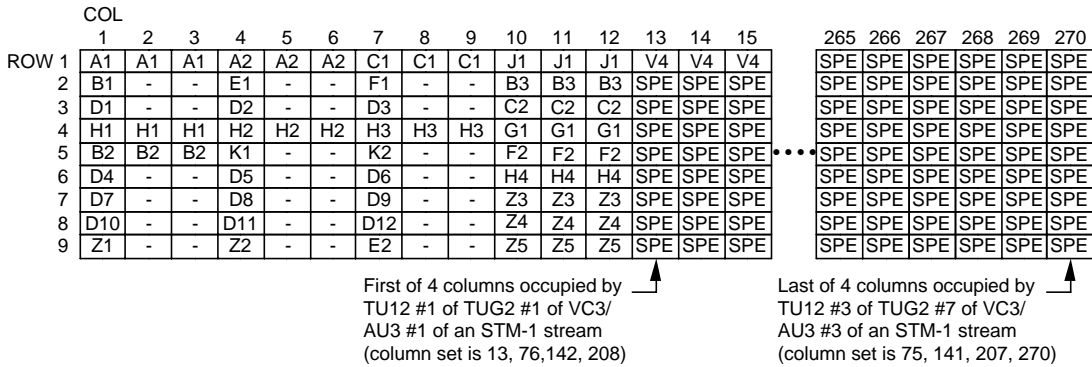 COL
1 2 3 4 5 6 7 8 9 10 11 12 13 14 15 265 266 267 268 269 270
ROW 1 A1 A1 A1 A2 A2 A2 C1 C1 C1 J1 J1 J1 V4 V4 V4 SPE SPE SPE SPE SPE SPE
2 B1 - - E1 - - F1 - - B3 B3 B3 SPE SPE SPE SPE SPE SPE SPE SPE SPE
3 D1 - - D2 - - D3 - - C2 C2 C2 SPE SPE SPE SPE SPE SPE SPE SPE SPE
4 H1 H1 H1 H2 H2 H2 H3 H3 H3 G1 G1 G1 SPE SPE SPE SPE SPE SPE SPE SPE SPE
5 B2 B2 B2 K1 - - K2 - - F2 F2 F2 SPE SPE SPE •••• SPE SPE SPE SPE SPE SPE
6 D4 - - D5 - - D6 - - H4 H4 H4 SPE SPE SPE SPE SPE SPE SPE SPE SPE
7 D7 - - D8 - - D9 - - Z3 Z3 Z3 SPE SPE SPE SPE SPE SPE SPE SPE SPE
8 D10 - - D11 - - D12 - - Z4 Z4 Z4 SPE SPE SPE SPE SPE SPE SPE SPE SPE
9 Z1 - - Z2 - - E2 - - Z5 Z5 Z5 SPE SPE SPE SPE SPE SPE SPE SPE SPE
First of 4 columns occupied by
TU12 #1 of TUG2 #1 of VC3/
AU3 #1 of an STM-1 stream
(column set is 13, 76,142, 208)
Last of 4 columns occupied by
TU12 #3 of TUG2 #7 of VC3/
AU3 #3 of an STM-1 stream
(column set is 75, 141, 207, 270)